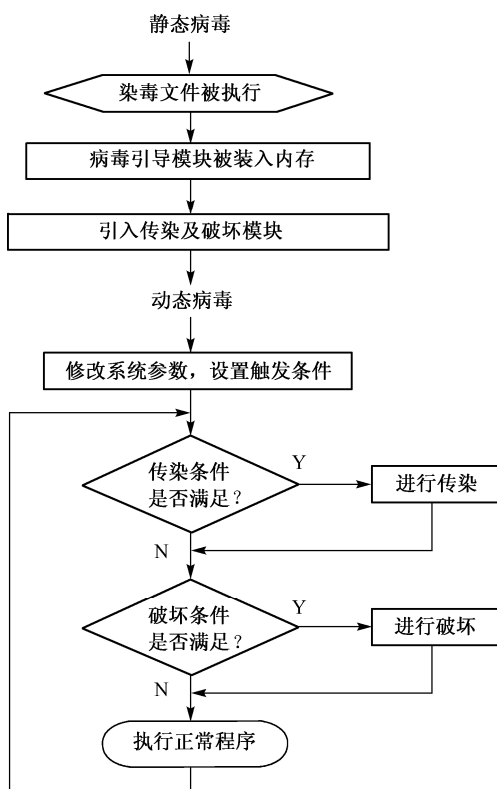 静态病毒
染毒文件被执行
病毒引导模块被装入内存
引入传染及破坏模块
动态病毒
修改系统参数，设置触发条件
传染条件
是否满足？
Y
进行传染
N
破坏条件
是否满足？
Y
进行破坏
N
执行正常程序